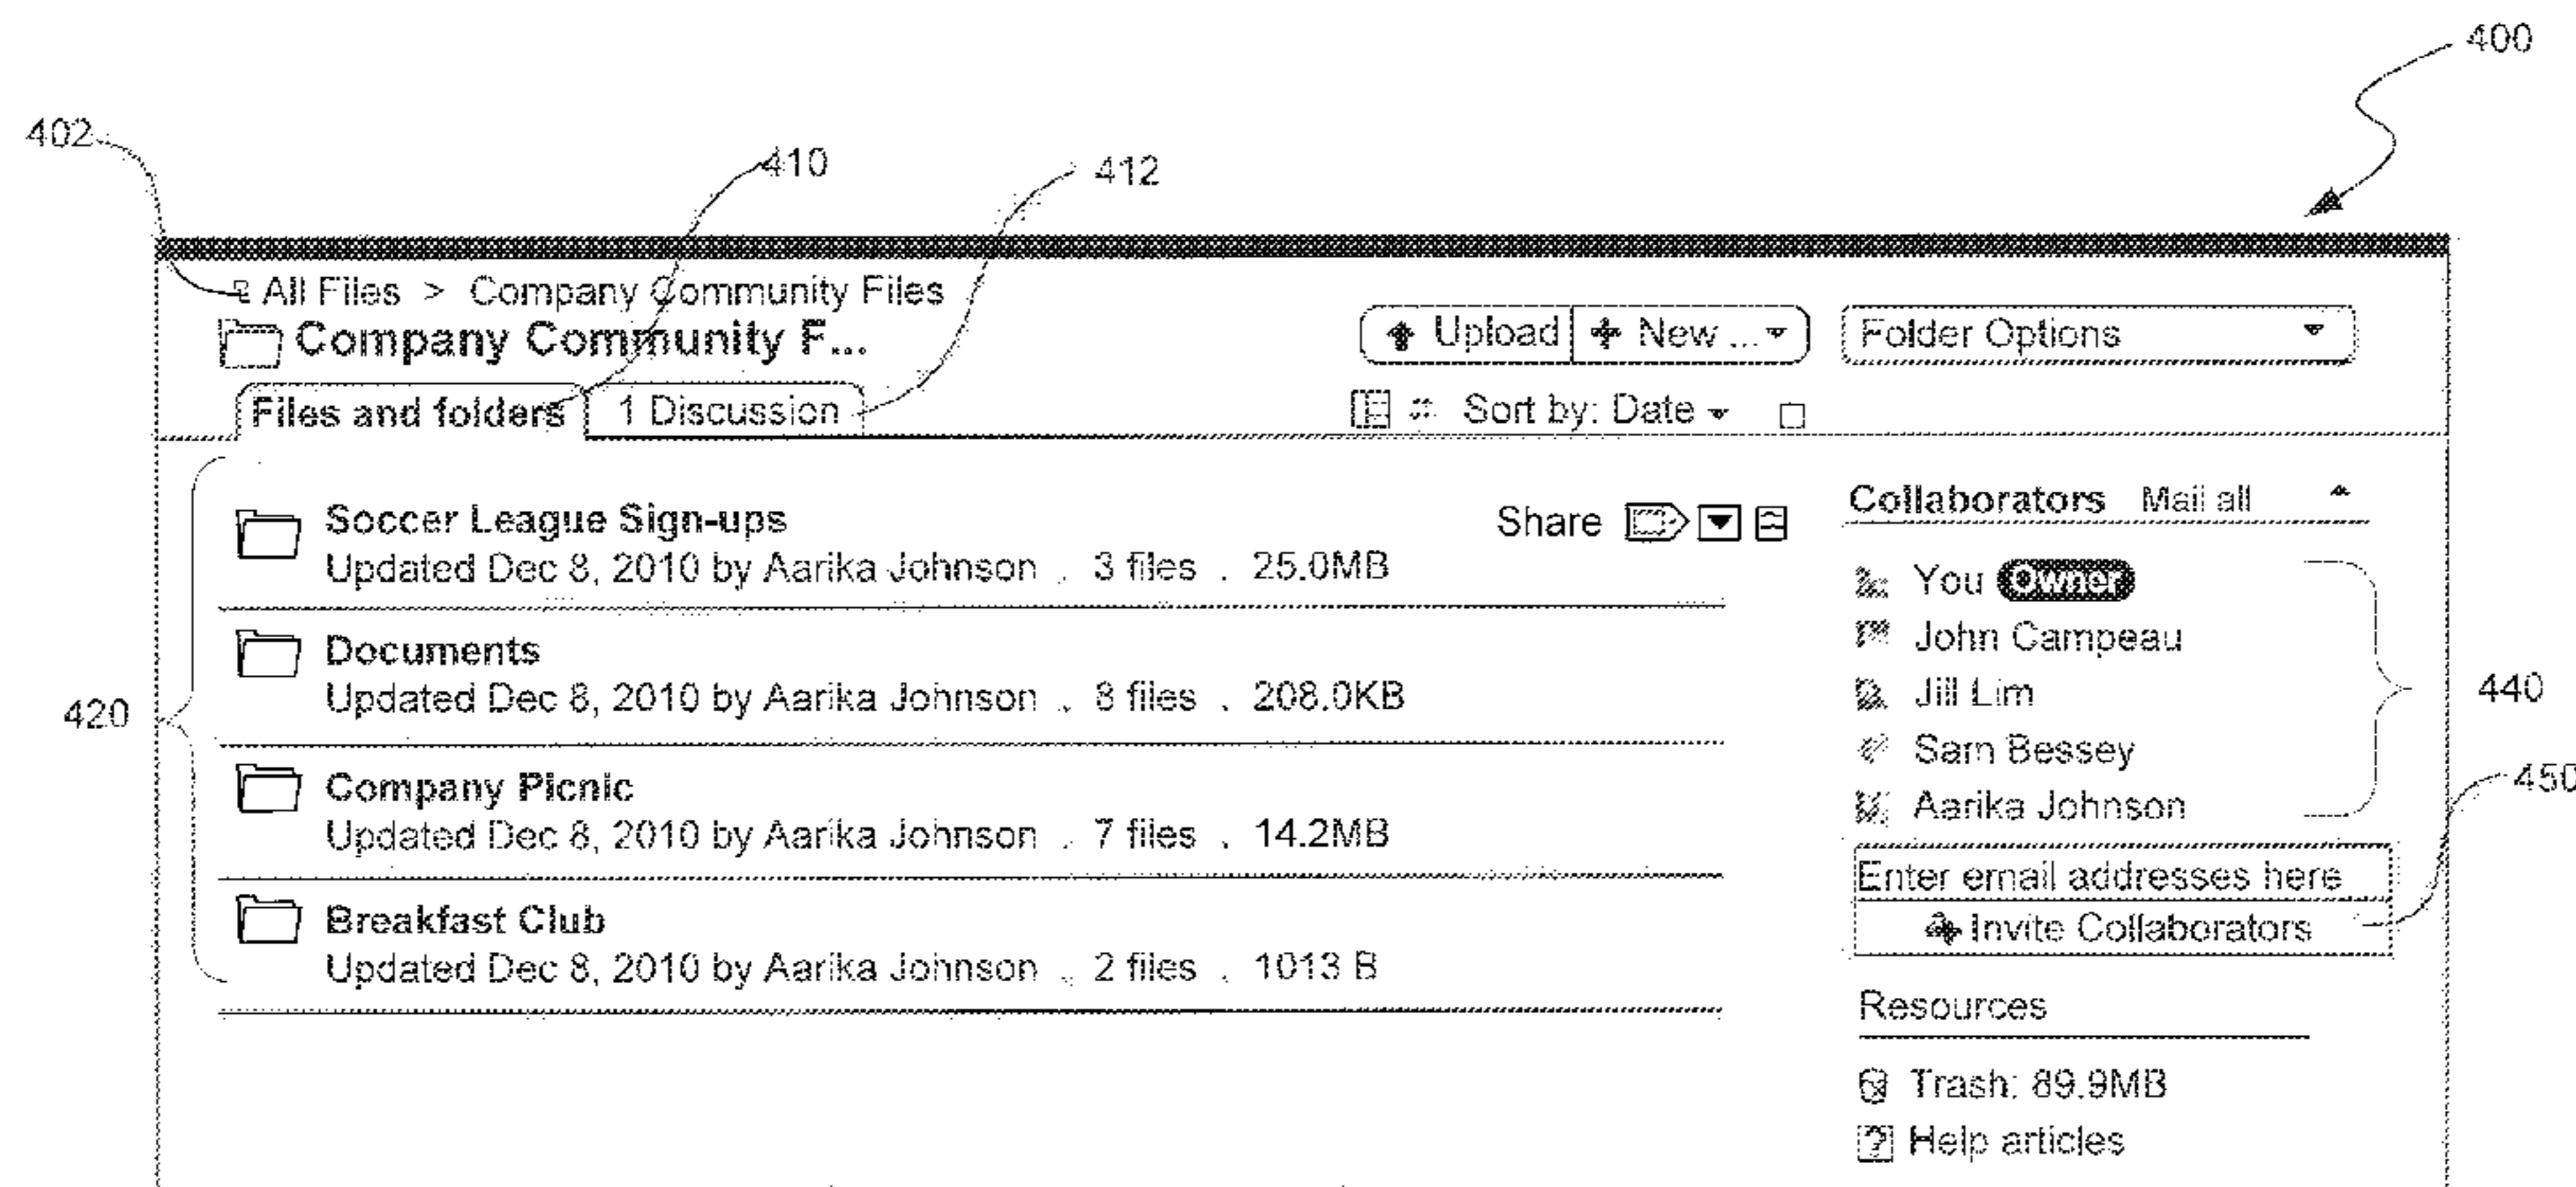 400
402
410
412
All Files > Company Community Files
Company Community F...
Upload
New ...
Folder Options
Files and folders
1 Discussion
Sort by: Date
420
Soccer League Sign-ups
Share
Updated Dec 8, 2010 by Aarika Johnson . 3 files . 25.0MB
Documents
Updated Dec 8, 2010 by Aarika Johnson . 8 files . 208.0KB
Company Picnic
Updated Dec 8, 2010 by Aarika Johnson . 7 files . 14.2MB
Breakfast Club
Updated Dec 8, 2010 by Aarika Johnson . 2 files . 1013 B
Collaborators Mail all
You Owner
John Campeau
Jill Lim
Sam Bessey
Aarika Johnson
440
450
Enter email addresses here
Invite Collaborators
Resources
Trash: 89.9MB
? Help articles